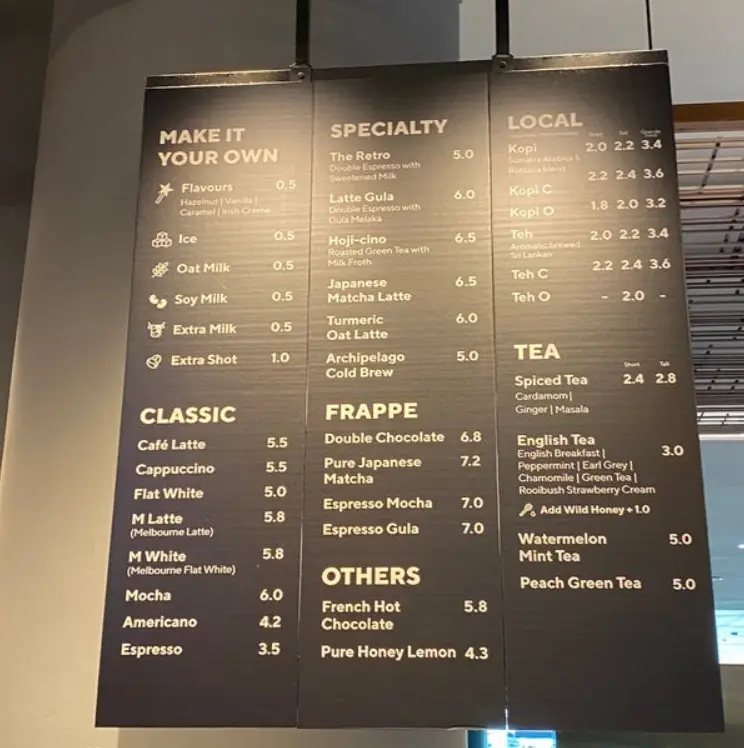 MAKE IT
YOUR OWN
Flavours 0.5
Hazelnut | Vanilla |
Caramel | Irish Creme
Ice 0.5
Oat Milk 0.5
Soy Milk 0.5
Extra Milk 0.5
Extra Shot 1.0
CLASSIC
Café Latte 5.5
Cappuccino 5.5
Flat White 5.0
M Latte 5.8
(Melbourne Latte)
M White 5.8
(Melbourne Flat White)
Mocha 6.0
Americano 4.2
Espresso 3.5
SPECIALTY
The Retro 5.0
Double Espresso with
Sweetened Milk
Latte Gula 6.0
Double Espresso with
Gula Melaka
Hoji-cino 6.5
Roasted Green Tea with
Milk Froth
Japanese 6.5
Matcha Latte
Turmeric 6.0
Oat Latte
Archipelago 5.0
Cold Brew
FRAPPE
Double Chocolate 6.8
Pure Japanese 7.2
Matcha
Espresso Mocha 7.0
Espresso Gula 7.0
OTHERS
French Hot 5.8
Chocolate
Pure Honey Lemon 4.3
LOCAL
Short Tall Grande
Kopi 2.0 2.2 3.4
Sumatra Arabica &
Robusta Blend
2.2 2.4 3.6
Kopi C
Kopi O 1.8 2.0 3.2
Teh 2.0 2.2 3.4
Aromatic brewed
Sri Lankan
2.2 2.4 3.6
Teh C
Teh O - 2.0 -
TEA
Short Tall
Spiced Tea 2.4 2.8
Cardamom |
Ginger | Masala
English Tea 3.0
English Breakfast |
Peppermint | Earl Grey |
Chamomile | Green Tea |
Rooibush Strawberry Cream
Add Wild Honey + 1.0
Watermelon 5.0
Mint Tea
Peach Green Tea 5.0